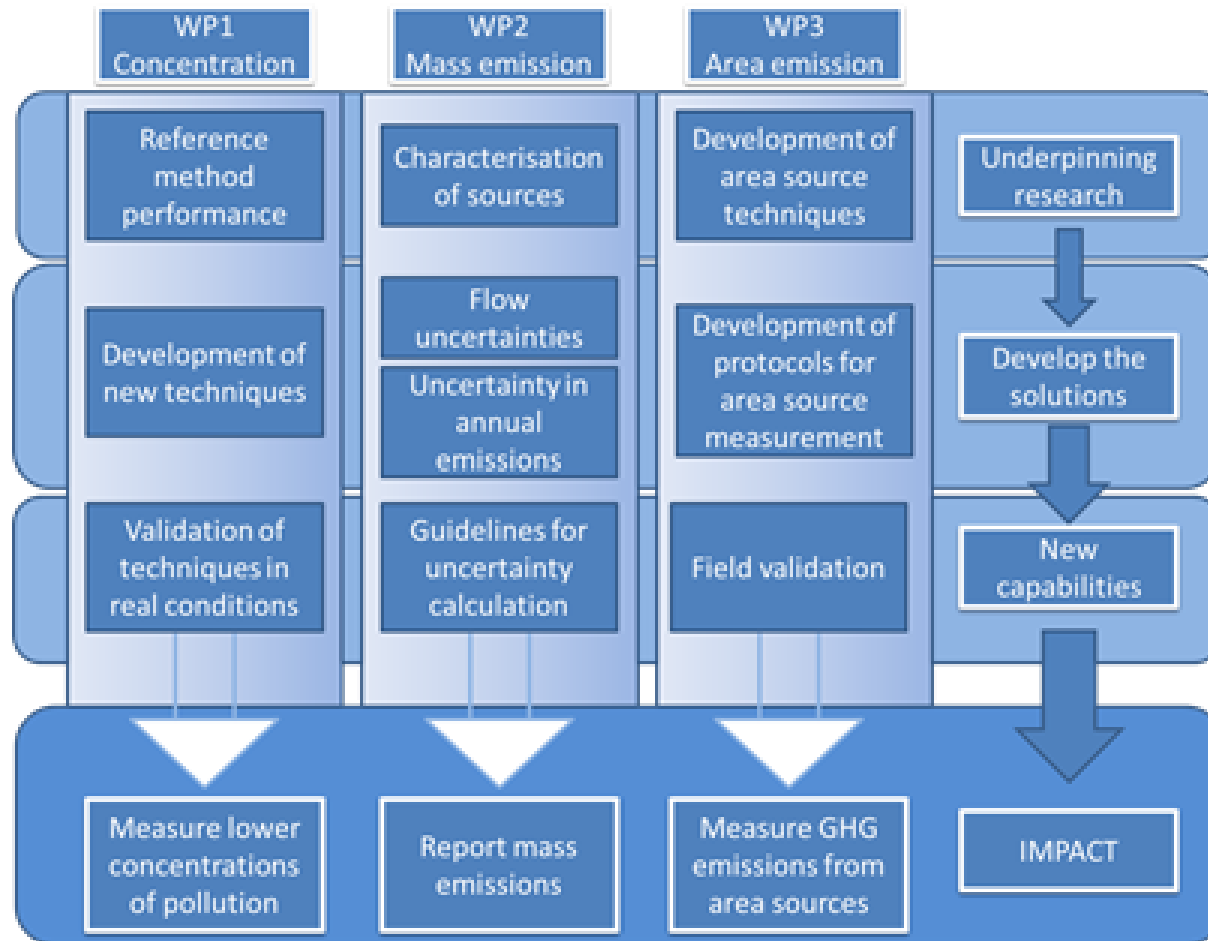 WP1
Concentration
WP2
Mass emission
WP3
Area emission
Reference
method
performance
Characterisation
of sources
Development of
area source
techniques
Underpinning
research
Development of
new techniques
Flow
uncertainties
Uncertainty in
annual
emissions
Development of
protocols for
area source
measurement
Develop the
solutions
Validation of
techniques in
real conditions
Guidelines for
uncertainty
calculation
Field validation
New
capabilities
Measure lower
concentrations
of pollution
Report mass
emissions
Measure GHG
emissions from
area sources
IMPACT